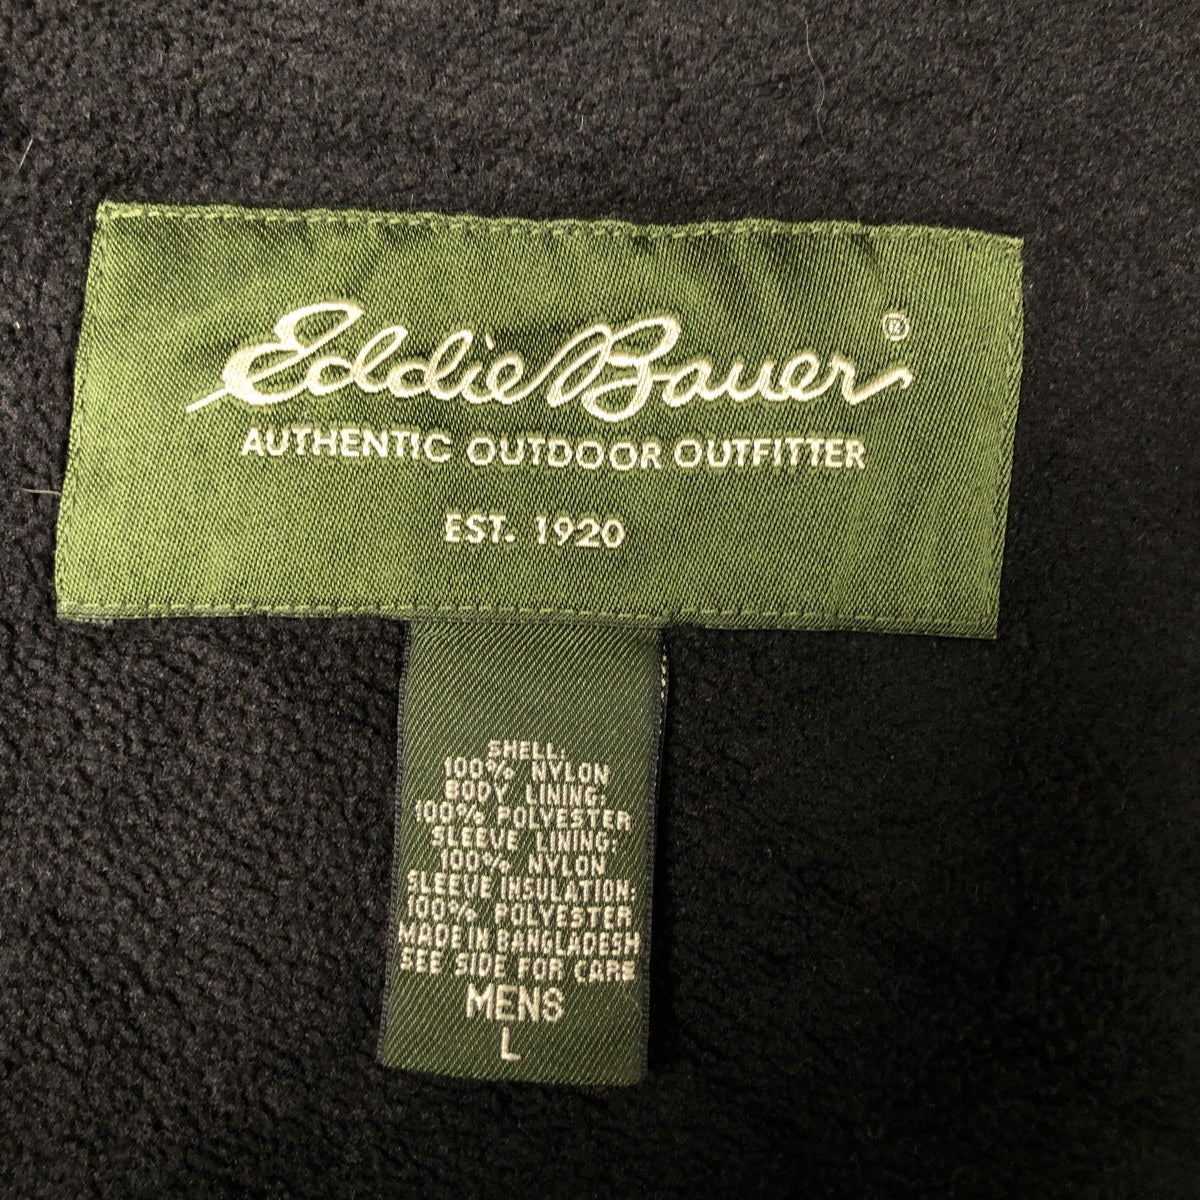 Eddie Bauer ®
AUTHENTIC OUTDOOR OUTFITTER
EST. 1920
SHELL:
100% NYLON
BODY LINING:
100% POLYESTER
SLEEVE LINING:
100% NYLON
SLEEVE INSULATION:
100% POLYESTER
MADE IN BANGLADESH
SEE SIDE FOR CARE
MENS
L